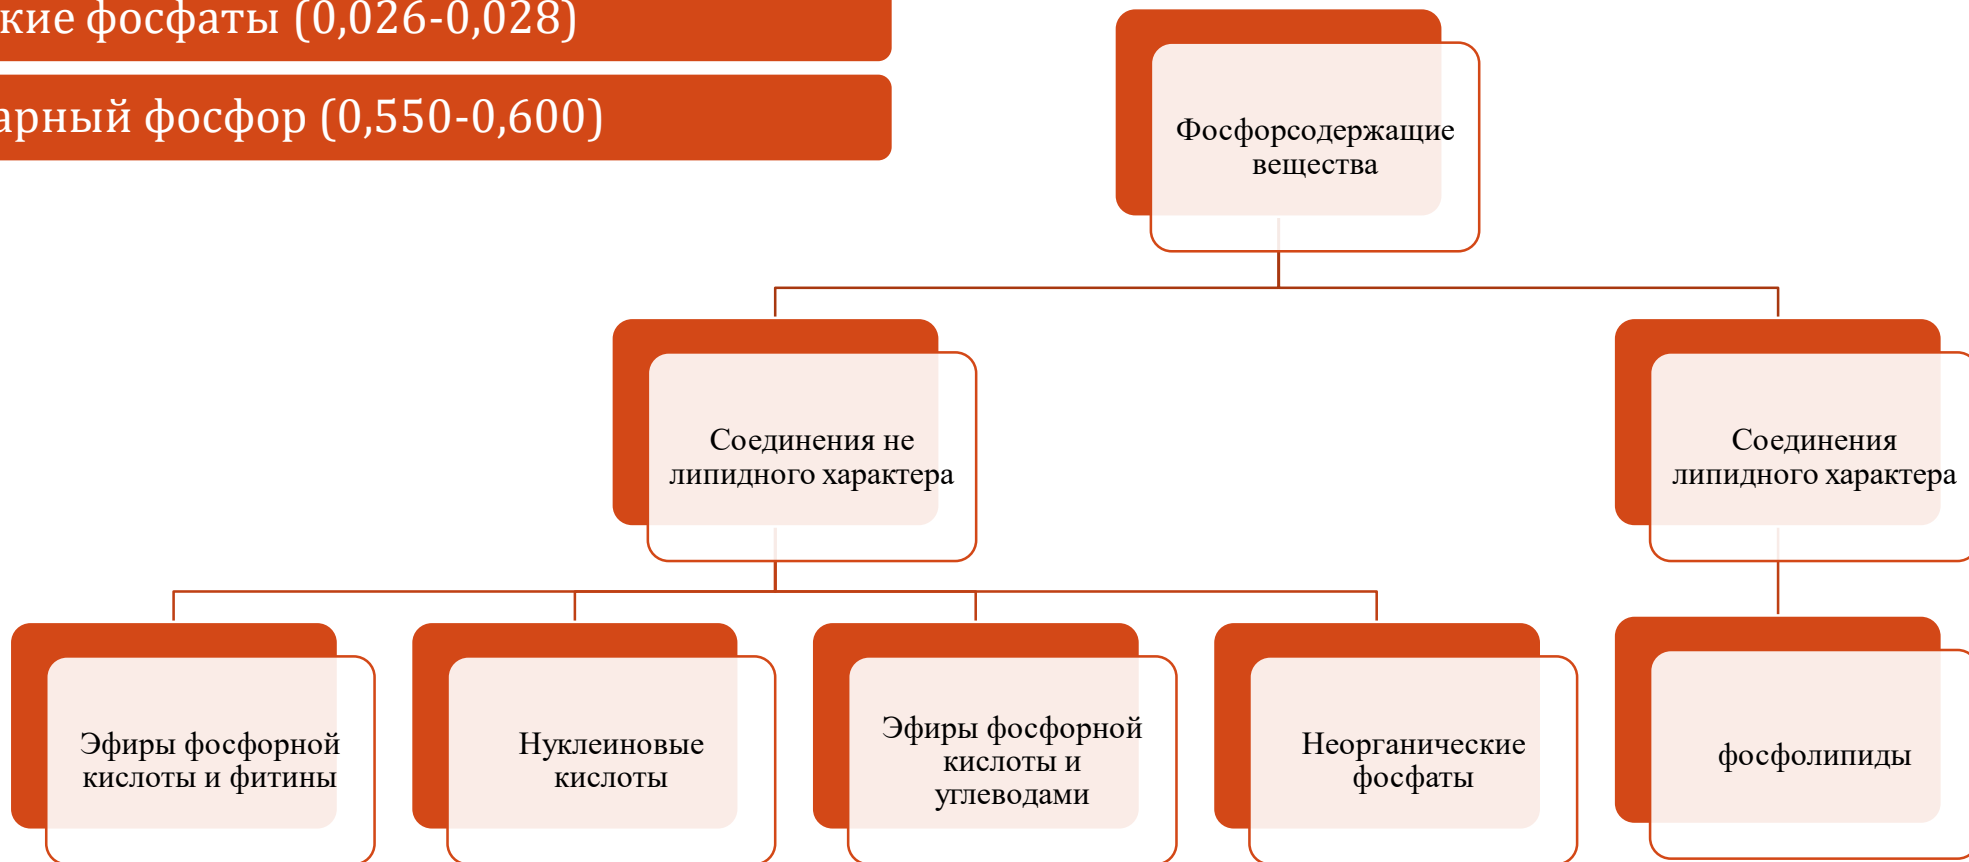 кие фосфаты (0,026-0,028)
арный фосфор (0,550-0,600)
Фосфорсодержащие
вещества
Соединения не
липидного характера
Соединения
липидного характера
Эфиры фосфорной
кислоты и фитины
Нуклеиновые
кислоты
Эфиры фосфорной
кислоты и
углеводами
Неорганические
фосфаты
фосфолипиды